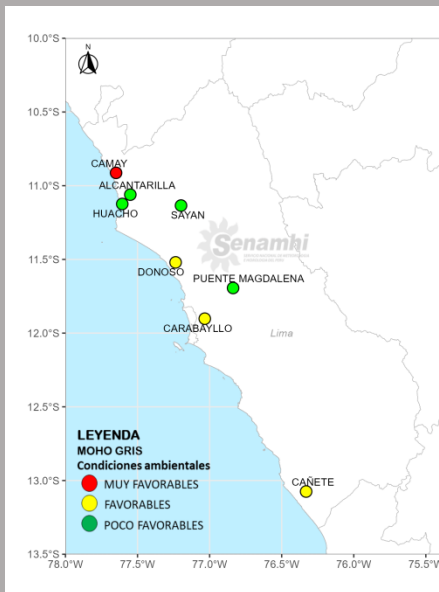 10.0°S
N
10.5°S
CAMAY
ALCANTARILLA
11.0°S
HUACHO
SAYAN
Senamhi
11.5°S
DONOSO
PUENTE MAGDALENA
12.0°S
CARABAYLLO
Lima
12.5°S
LEYENDA
MOHO GRIS
Condiciones ambientales
MUY FAVORABLES
FAVORABLES
POCO FAVORABLES
CAÑETE
13.0°S
13.5°S
78.0°W
77.5°W
77.0°W
76.5°W
76.0°W
75.5°W